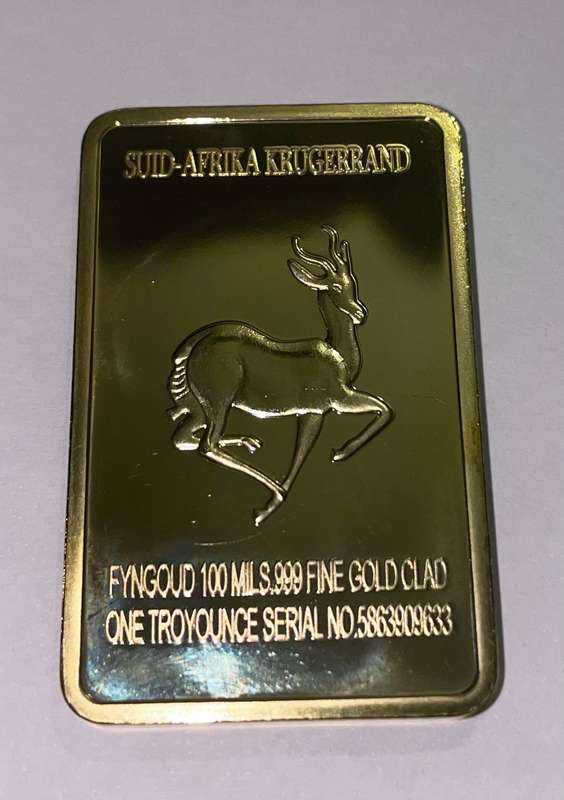 SUID-AFRIKA KRUGERRAND
FYNGOUD 100 MILS.999 FINE GOLD CLAD
ONE TROYOUNCE SERIAL NO.5863909633